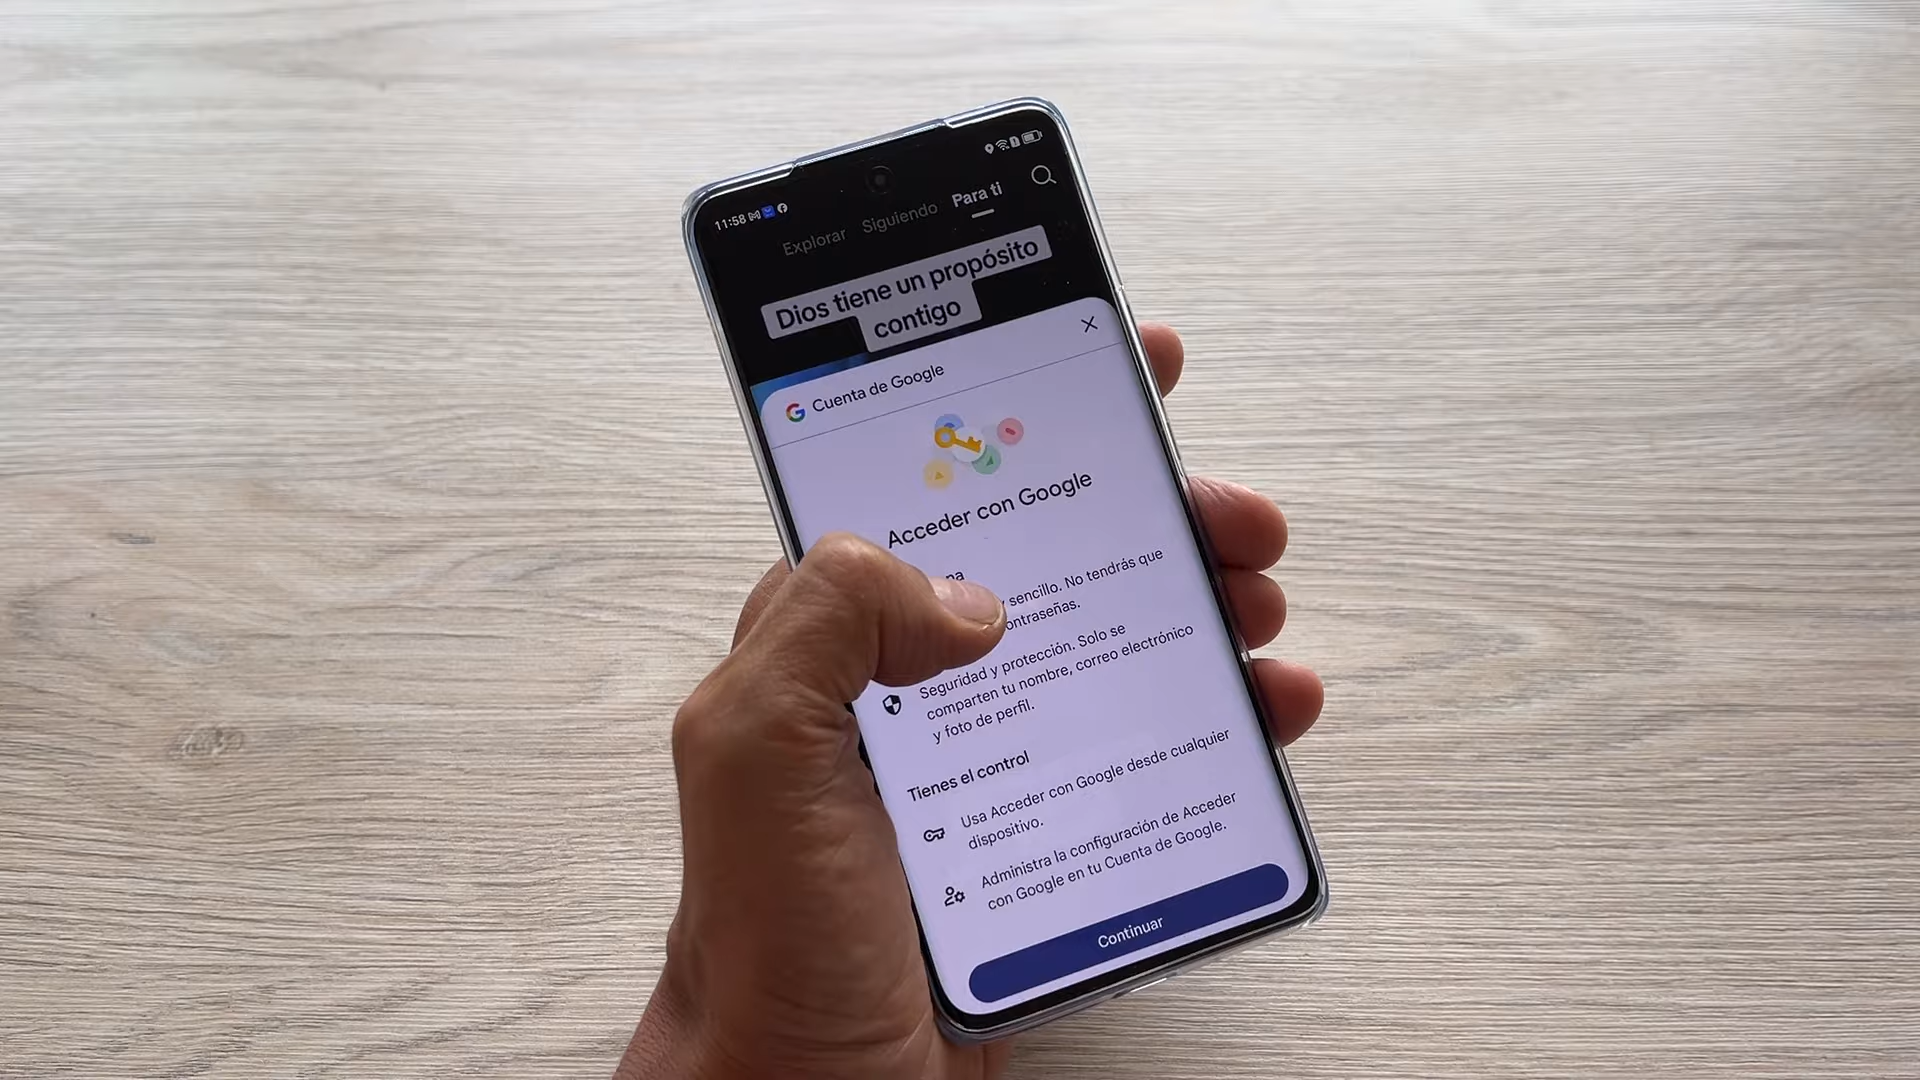 11:58
Explorar Siguiendo Para ti
Dios tiene un propósito
contigo
Cuenta de Google
Acceder con Google
sencillo. No tendrás que
Seguridad y protección. Solo se
comparten tu nombre, correo electrónico
y foto de perfil.
Tienes el control
Usa Acceder con Google desde cualquier
dispositivo.
Administra la configuración de Acceder
con Google en tu Cuenta de Google.
Continuar